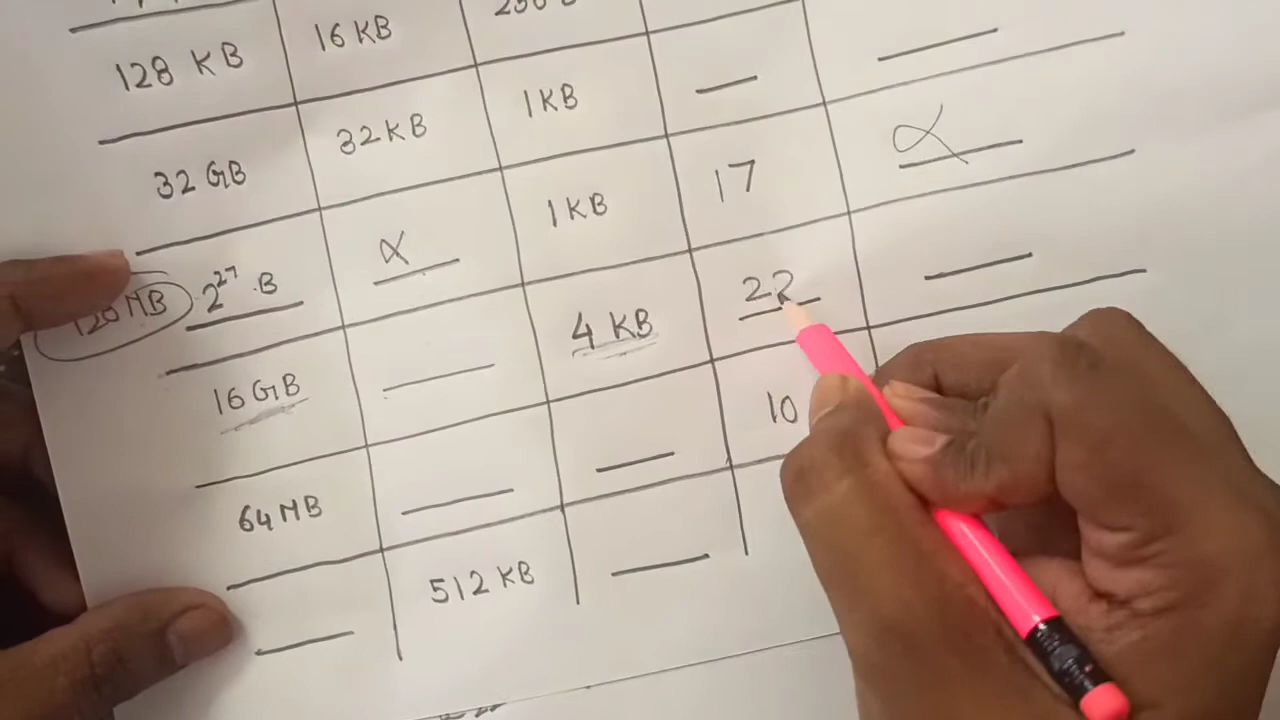 128 KB 16 KB
32 GB 32 KB 1 KB
128 MB 2^27 B α 1 KB 17 α
16 GB 4 KB 22
64 MB 10
512 KB